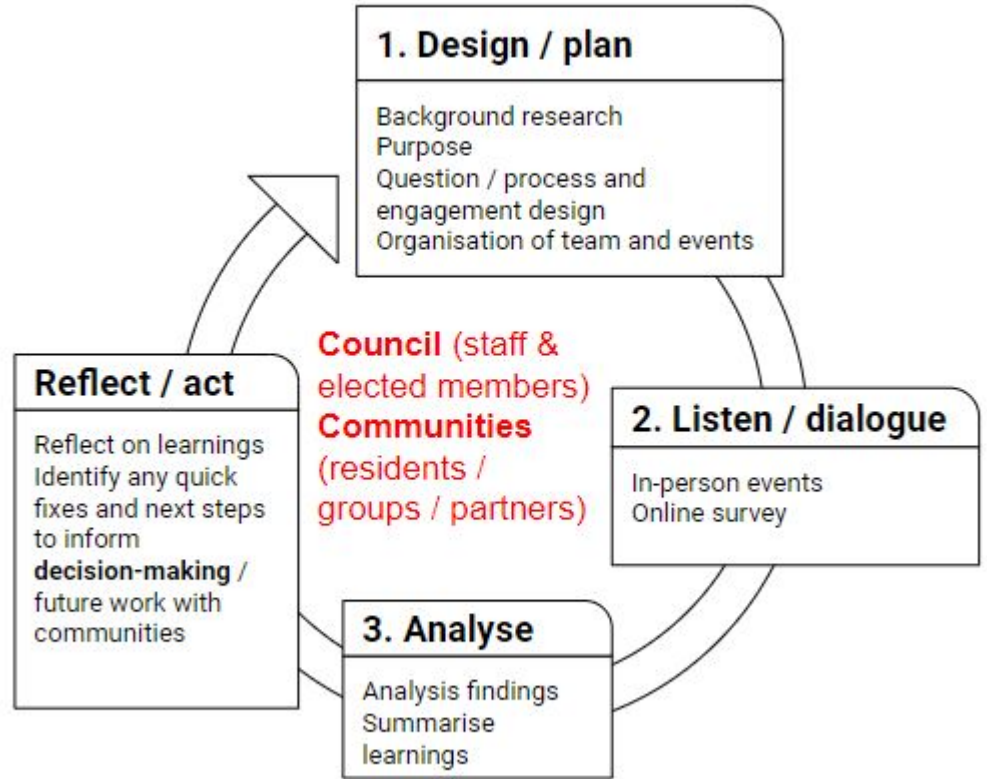 1. Design / plan
Background research
Purpose
Question / process and
engagement design
Organisation of team and events
2. Listen / dialogue
In-person events
Online survey
3. Analyse
Analysis findings
Summarise
learnings
Reflect / act
Reflect on learnings
Identify any quick
fixes and next steps
to inform
decision-making /
future work with
communities
Council (staff &
elected members)
Communities
(residents /
groups / partners)